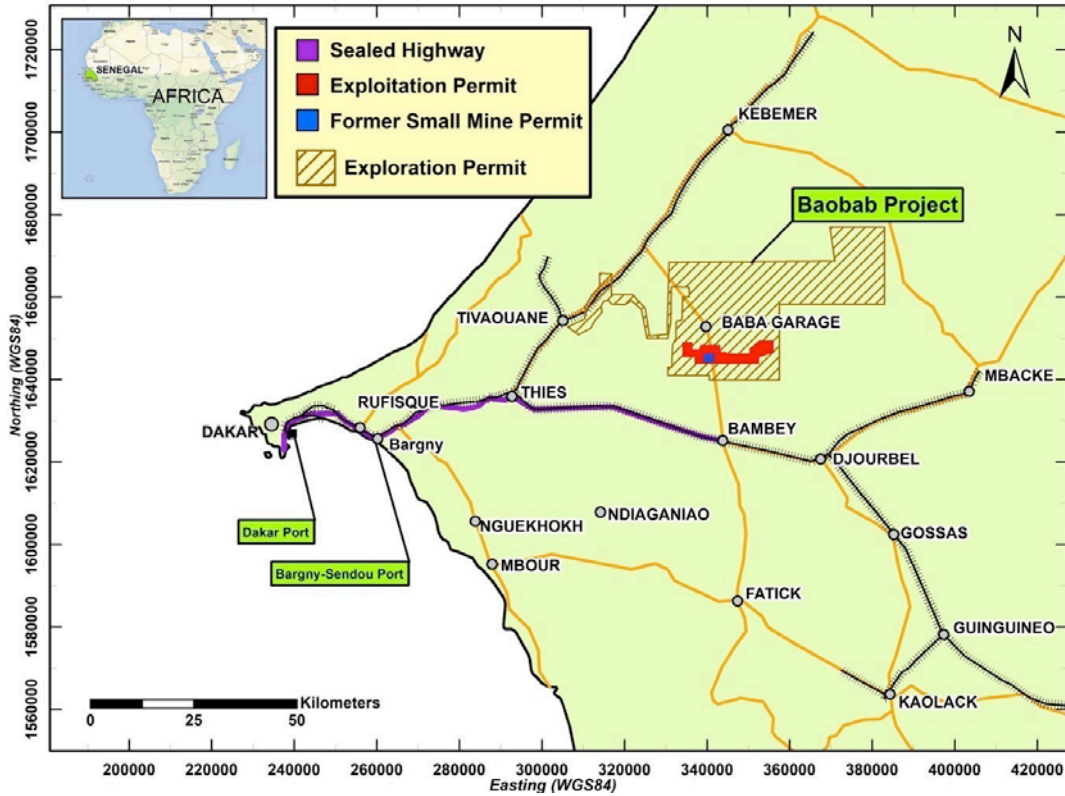 SENEGAL
AFRICA
Sealed Highway
Exploitation Permit
Former Small Mine Permit
Exploration Permit
N
KEBEMER
Baobab Project
TIVAOUANE
BABA GARAGE
MBACKE
THIES
RUFISQUE
DAKAR
Bargny
BAMBEY
DJOURBEL
Dakar Port
NGUEKHOKH
NDIAGANIAO
GOSSAS
Bargny-Sendou Port
MBOUR
FATICK
GUINGUINEO
KAOLACK
Kilometers
0 25 50
1720000
1700000
1680000
1660000
1640000
1620000
1600000
1580000
1560000
Northing (WGS84)
200000 220000 240000 260000 280000 300000 320000 340000 360000 380000 400000 420000
Easting (WGS84)